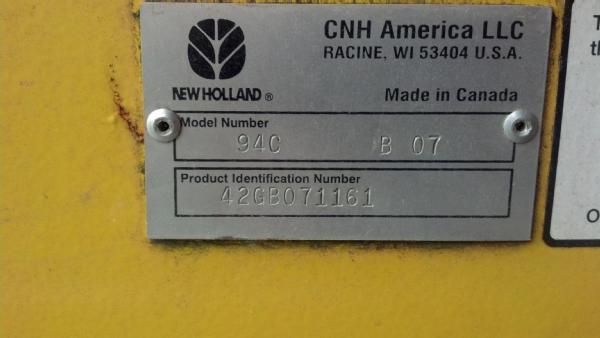 CNH America LLC
RACINE, WI 53404 U.S.A.
NEW HOLLAND ®
Made in Canada
Model Number
94C B 07
Product Identification Number
42GB071161